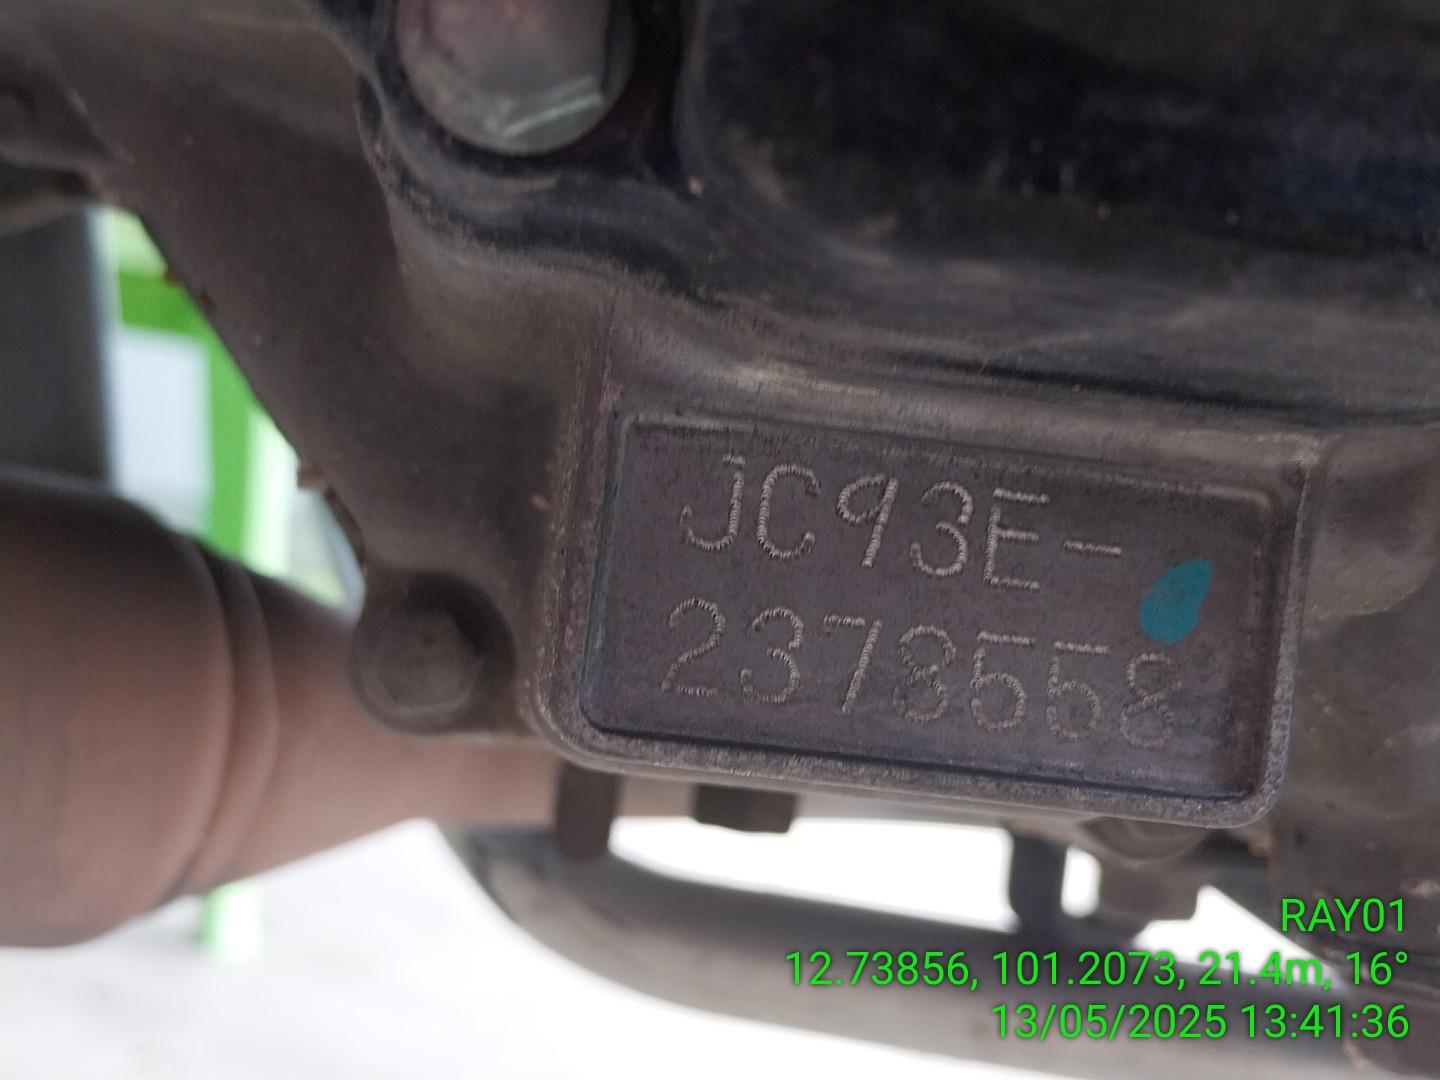 JC93E-
2378558
RAY01
12.73856, 101.2073, 21.4m, 16°
13/05/2025 13:41:36